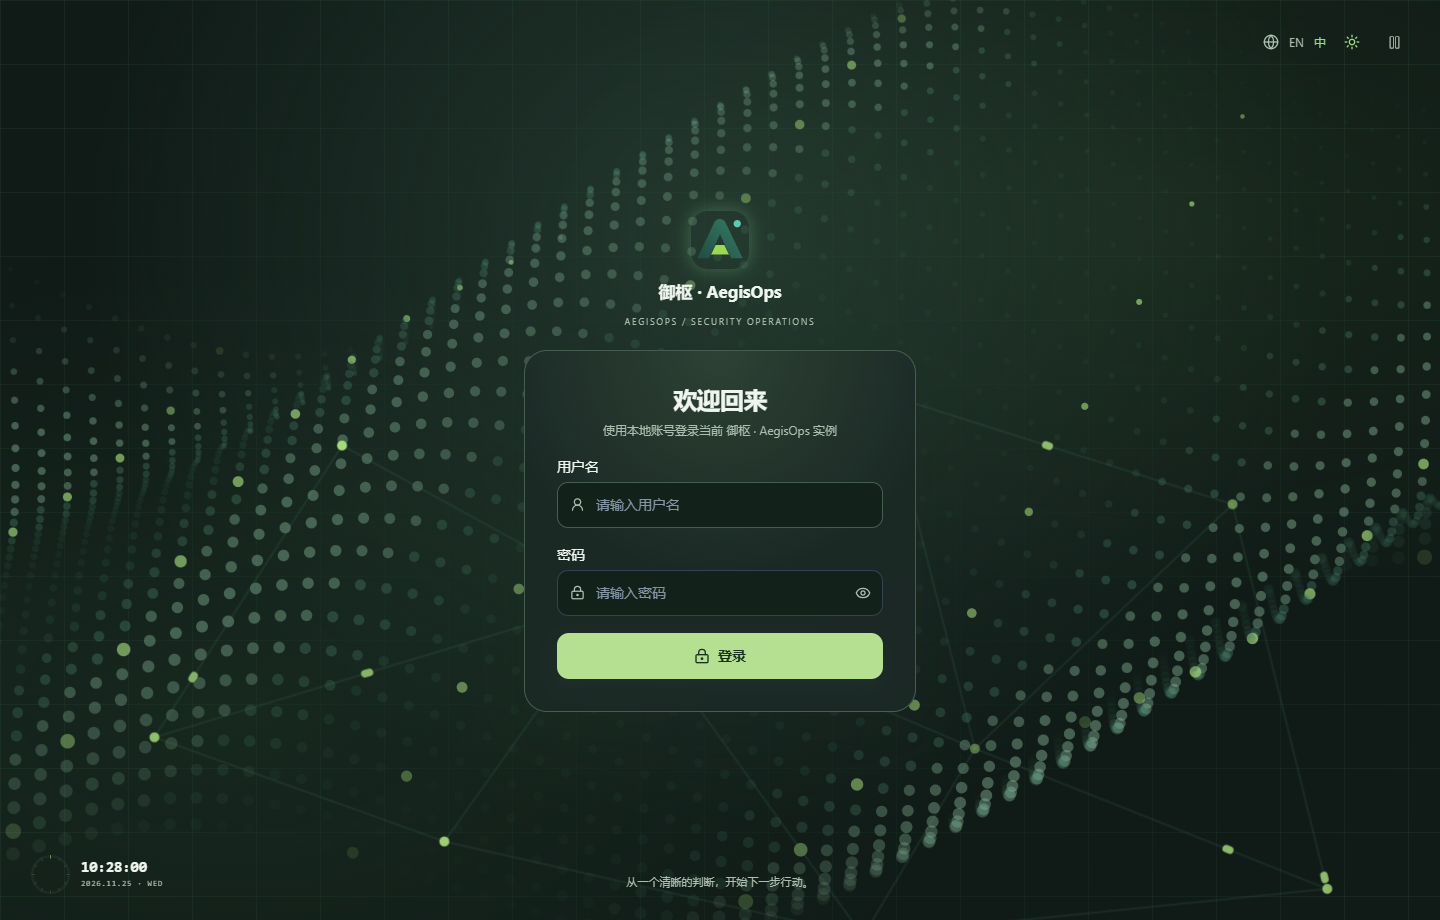 EN 中
御枢 · AegisOps
AEGISOPS / SECURITY OPERATIONS
欢迎回来
使用本地账号登录当前 御枢 · AegisOps 实例
用户名
请输入用户名
密码
请输入密码
登录
10:28:00
2026.11.25 · WED
从一个清晰的判断，开始下一步行动。